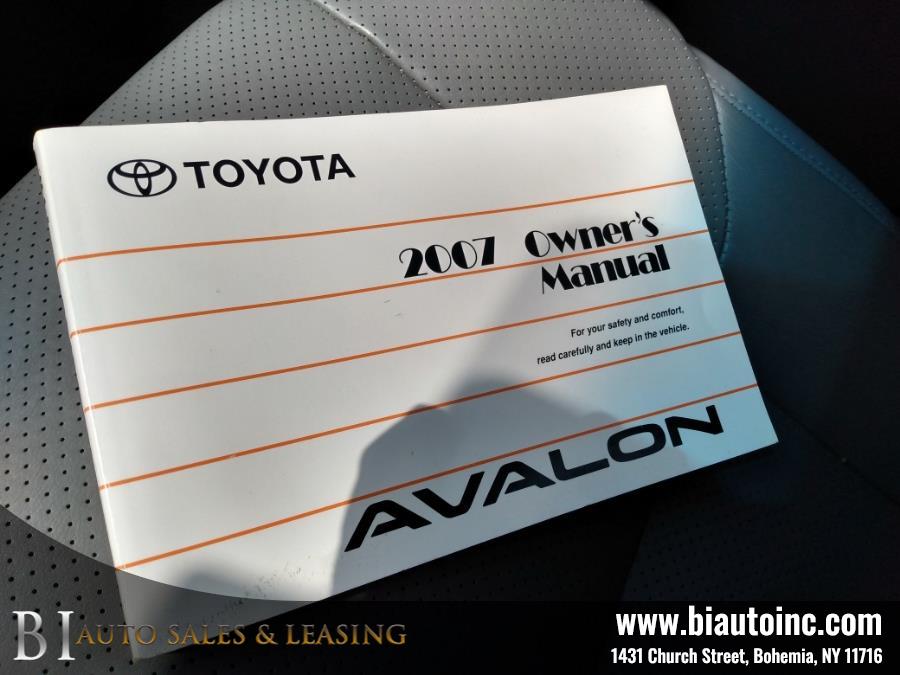 TOYOTA
2007 Owner's
Manual
For your safety and comfort,
read carefully and keep in the vehicle.
AVALON
BI AUTO SALES & LEASING
www.biautoinc.com
1431 Church Street, Bohemia, NY 11716